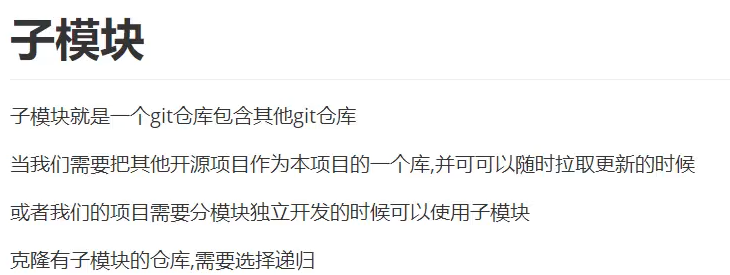 子模块
子模块就是一个git仓库包含其他git仓库
当我们需要把其他开源项目作为本项目的一个库,并可可以随时拉取更新的时候
或者我们的项目需要分模块独立开发的时候可以使用子模块
克隆有子模块的仓库,需要选择递归